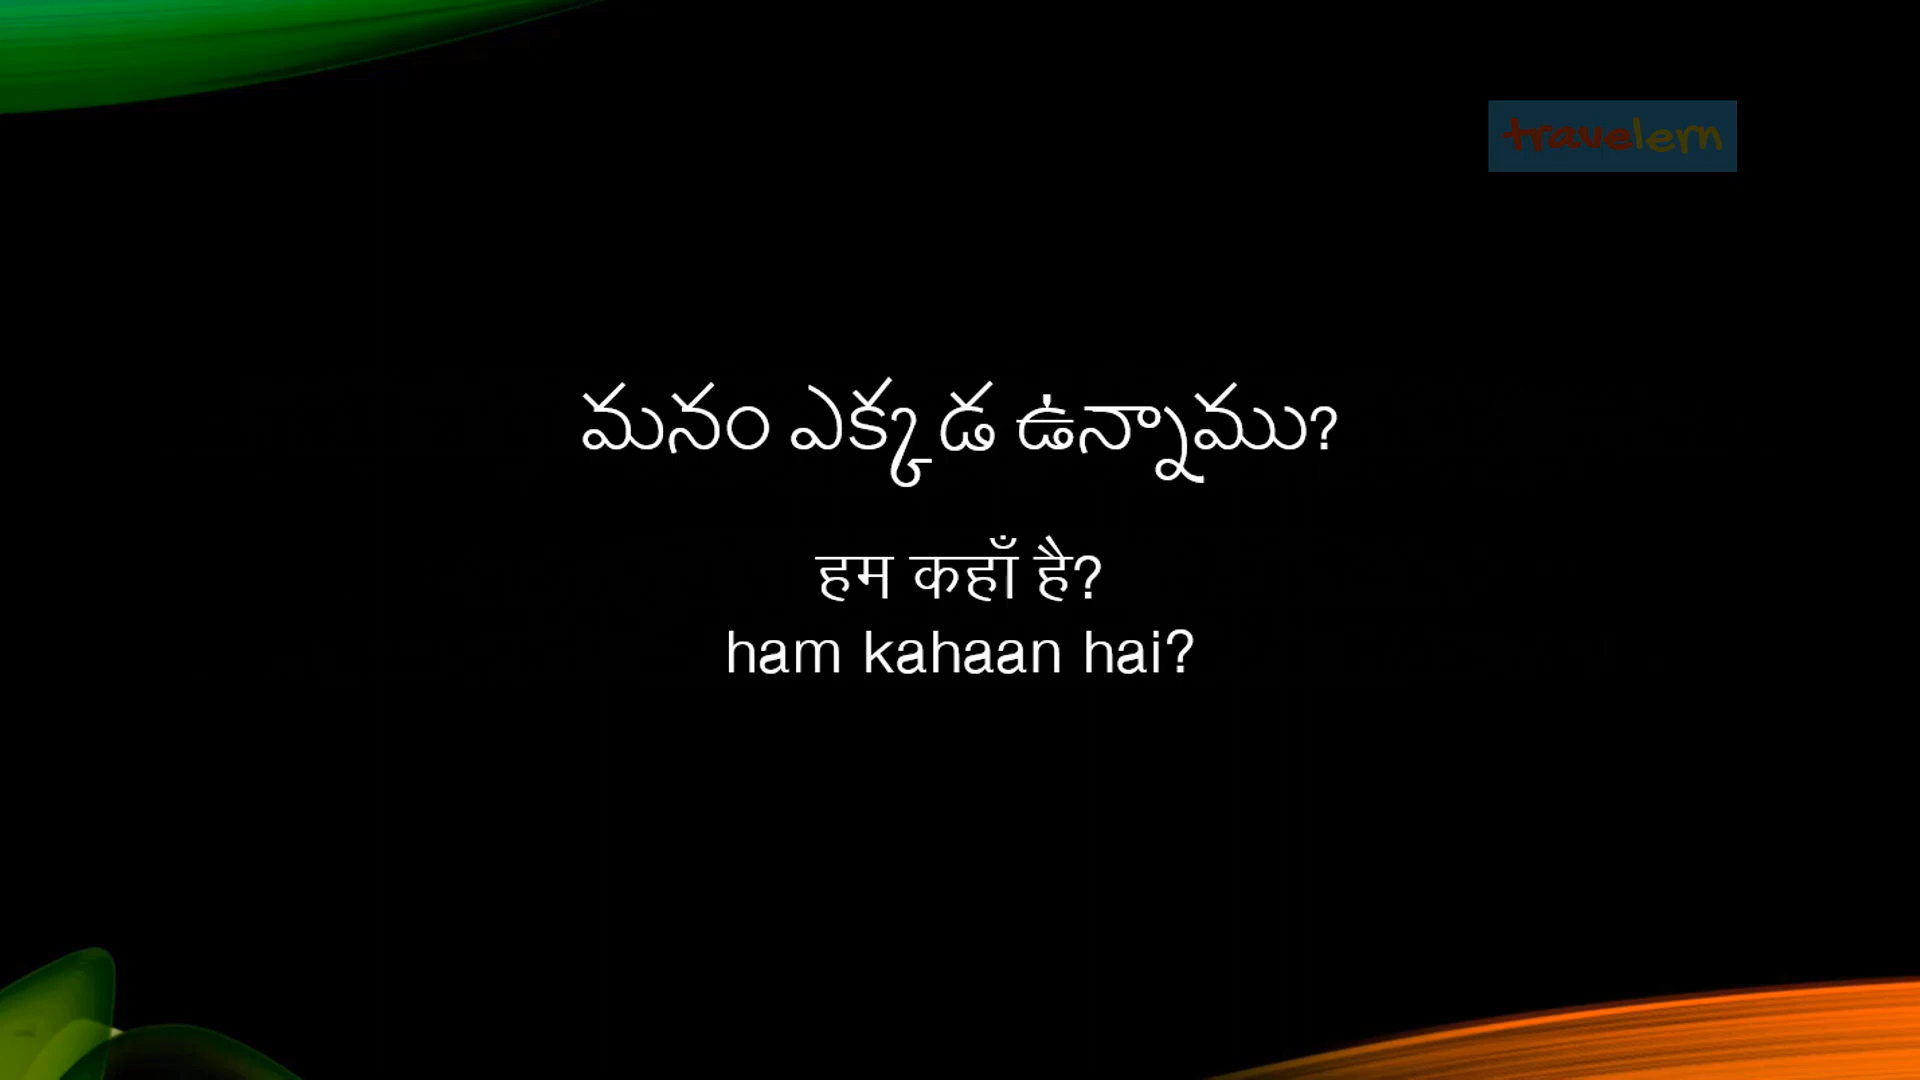 travelern
మనం ఎక్కడ ఉన్నాము?
हम कहाँ है?
ham kahaan hai?